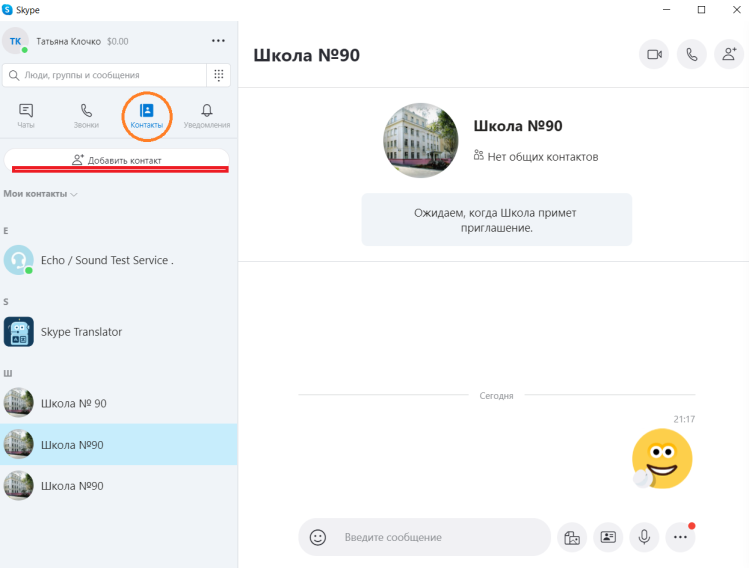 Skype
ТК
Татьяна Клочко $0.00
Люди, группы и сообщения
Чаты
Звонки
Контакты
Уведомления
Добавить контакт
Мои контакты
E
Echo / Sound Test Service .
S
Skype Translator
Ш
Школа № 90
Школа №90
Школа №90
Школа №90
Школа №90
Нет общих контактов
Ожидаем, когда Школа примет
приглашение.
Сегодня
21:17
Введите сообщение